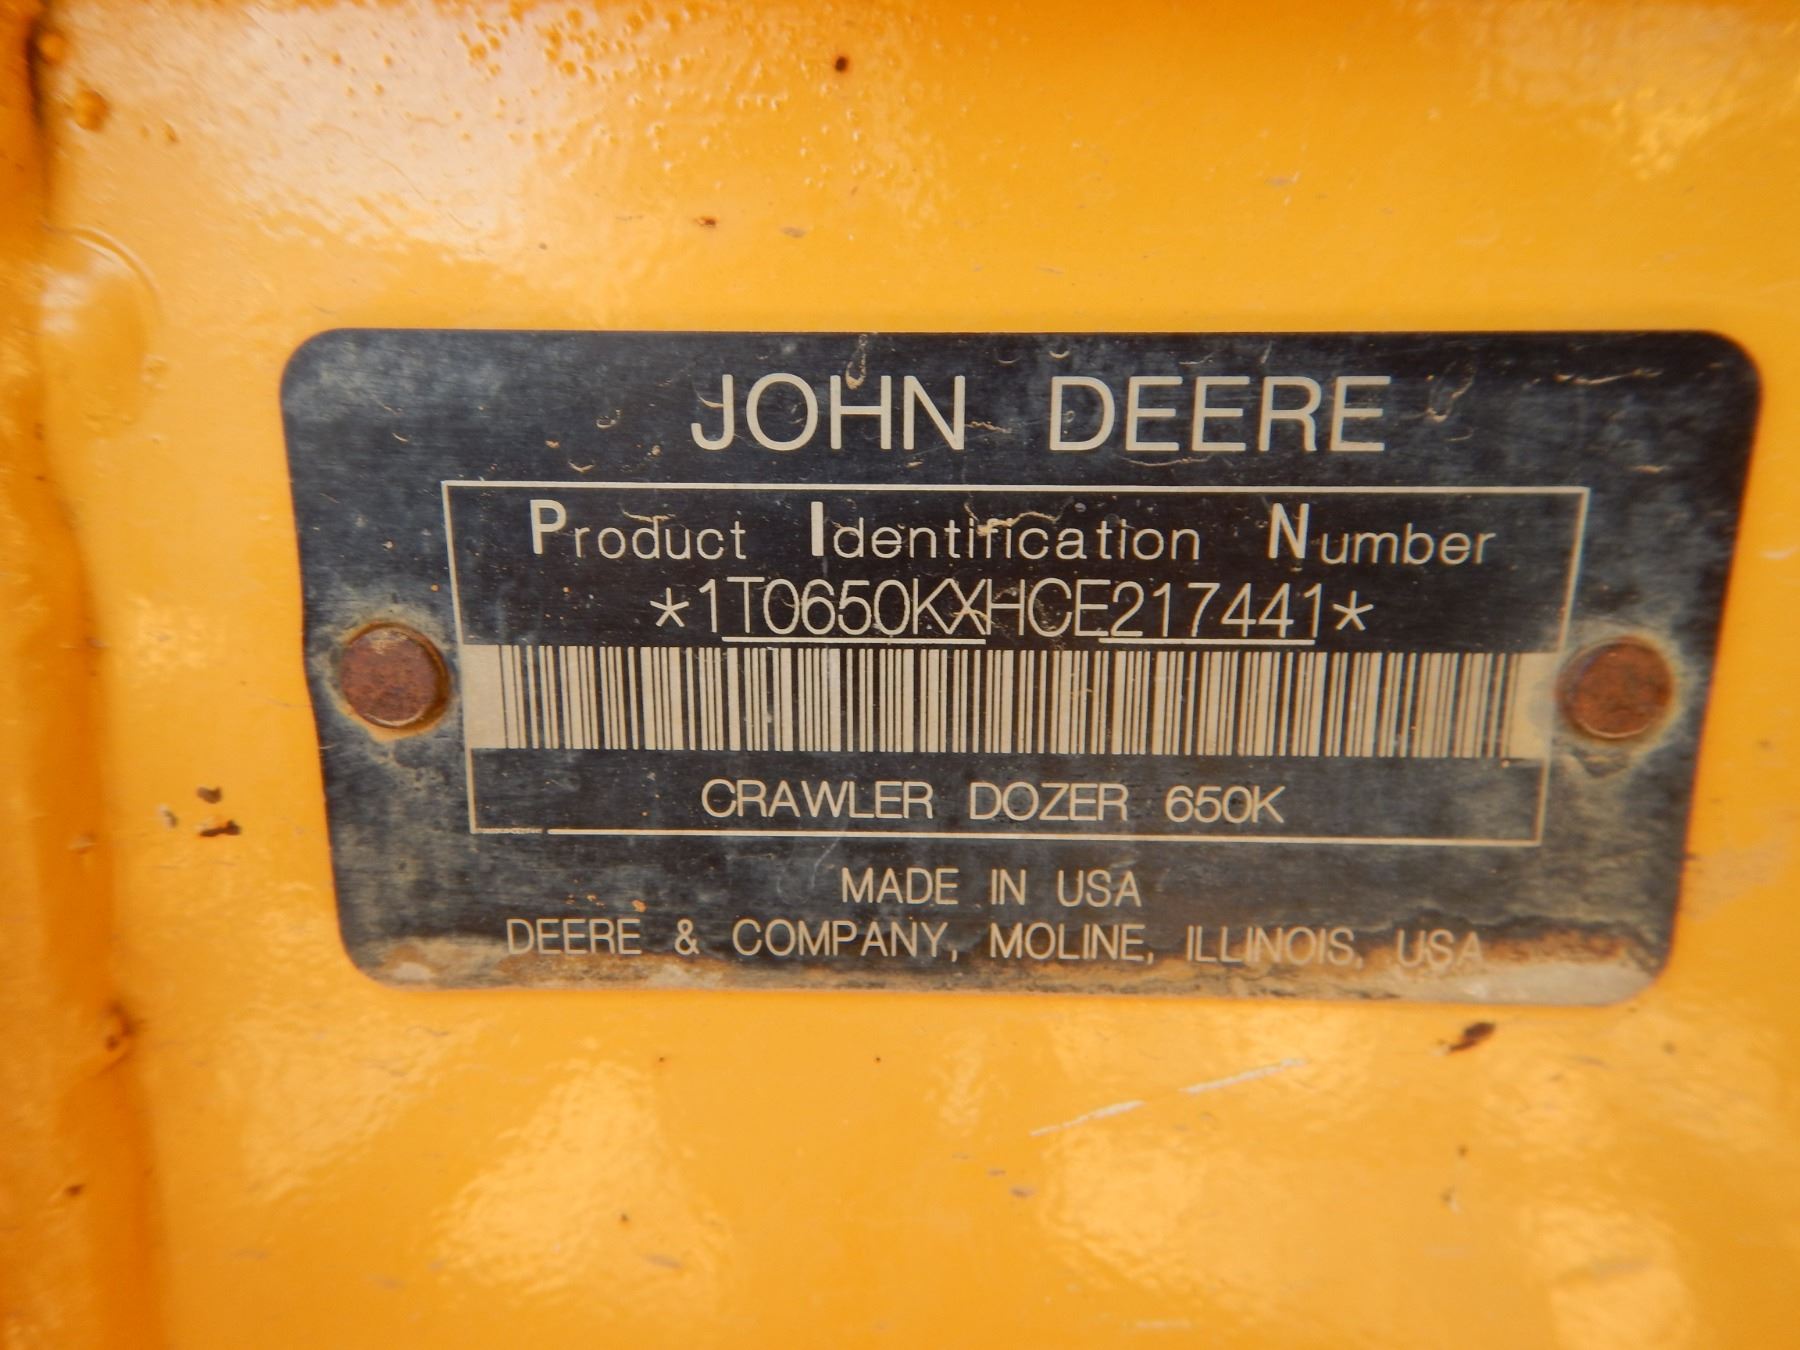 JOHN DEERE
Product Identification Number
*1T0650KXHCE217441*
CRAWLER DOZER 650K
MADE IN USA
DEERE & COMPANY, MOLINE, ILLINOIS, USA